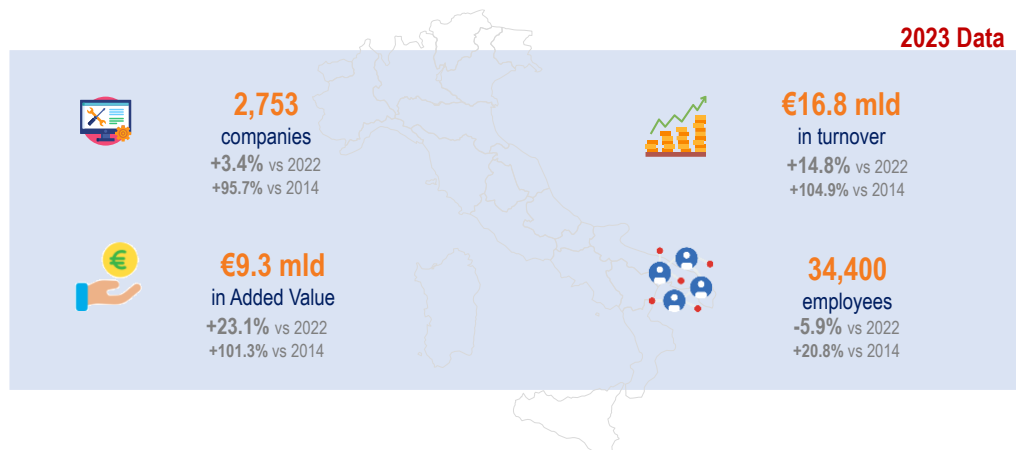 2023 Data
2,753
companies
+3.4% vs 2022
+95.7% vs 2014
€16.8 mld
in turnover
+14.8% vs 2022
+104.9% vs 2014
€9.3 mld
in Added Value
+23.1% vs 2022
+101.3% vs 2014
34,400
employees
-5.9% vs 2022
+20.8% vs 2014